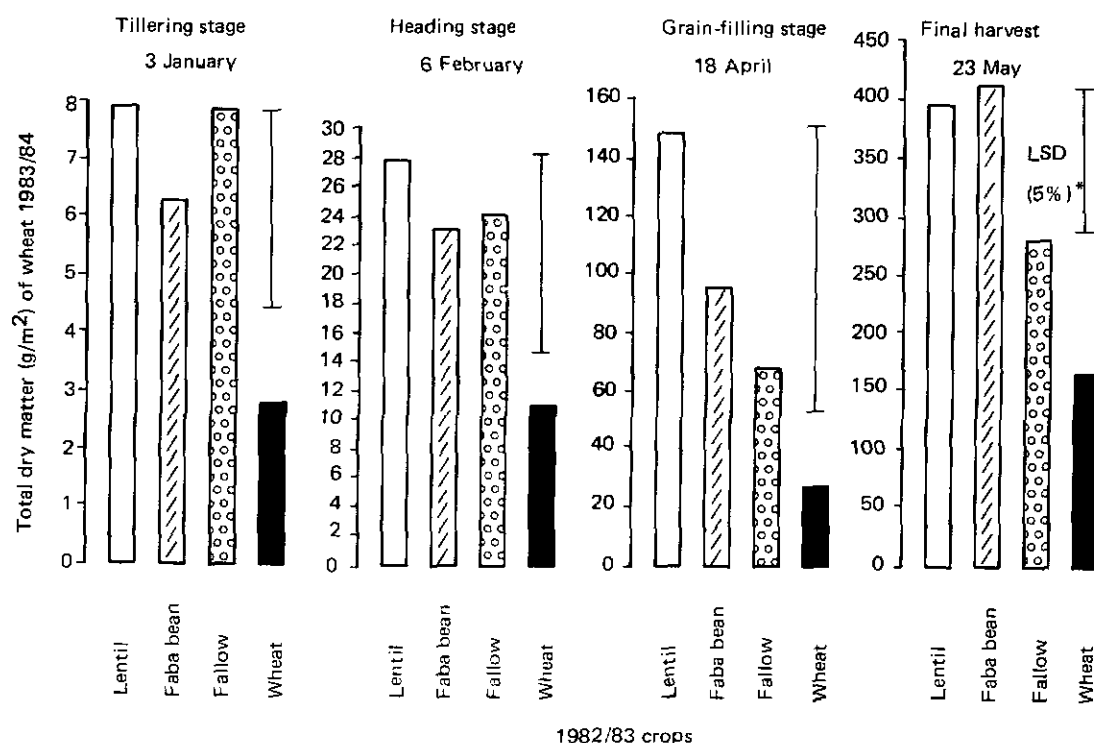 Tillering stage
3 January
Heading stage
6 February
Grain-filling stage
18 April
Final harvest
23 May
Total dry matter (g/m²) of wheat 1983/84
8
7
6
5
4
3
2
1
0
30
28
26
24
22
20
18
16
14
12
10
8
6
4
2
0
160
140
120
100
80
60
40
20
0
450
400
350
300
250
200
150
100
50
0
LSD
(5%)*
Lentil
Faba bean
Fallow
Wheat
Lentil
Faba bean
Fallow
Wheat
Lentil
Faba bean
Fallow
Wheat
Lentil
Faba bean
Fallow
Wheat
1982/83 crops